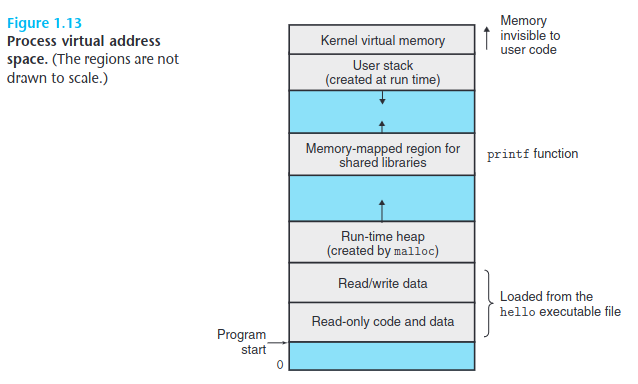 Figure 1.13
Process virtual address
space. (The regions are not
drawn to scale.)
Kernel virtual memory
Memory
invisible to
user code
User stack
(created at run time)
Memory-mapped region for
shared libraries
printf function
Run-time heap
(created by malloc)
Read/write data
Loaded from the
hello executable file
Read-only code and data
Program
start
0